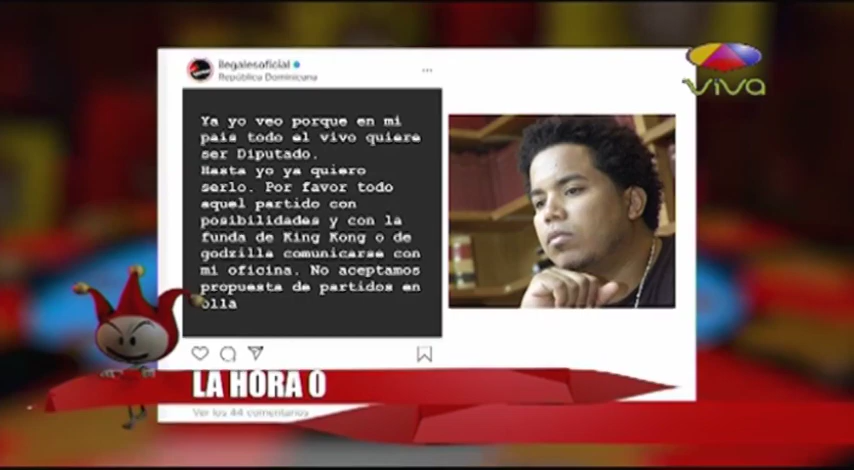 ilegalesoficial
República Dominicana
viva
Ya yo veo porque en mi
pais todo el vivo quiere
ser Diputado.
Hasta yo ya quiero
serlo. Por favor todo
aquel partido con
posibilidades y con la
funda de King Kong o de
godzilla comunicarse con
mi oficina. No aceptamos
propuesta de partidos en
olla
LA HORA 0
Ver los 44 comentarios